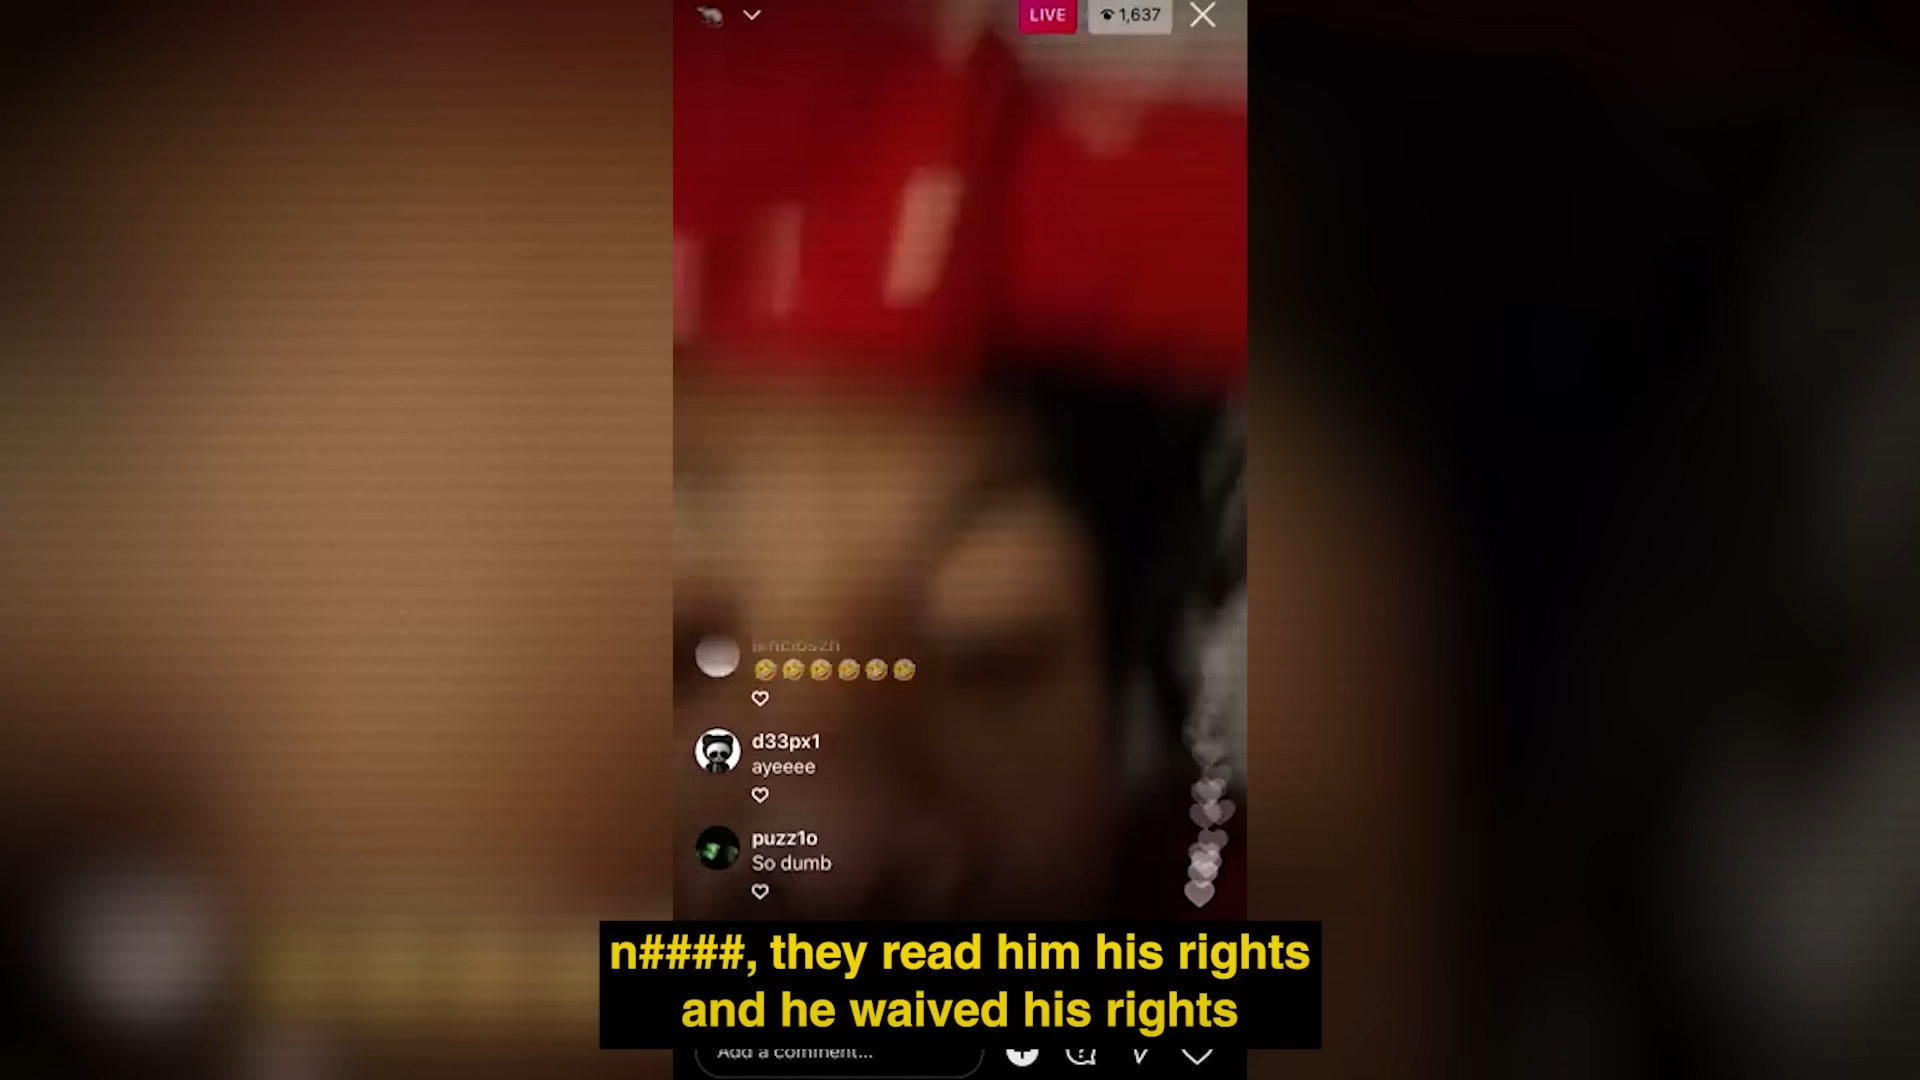 LIVE
1,637
d33px1
ayeeee
puzz1o
So dumb
n####, they read him his rights
and he waived his rights
Add a comment...